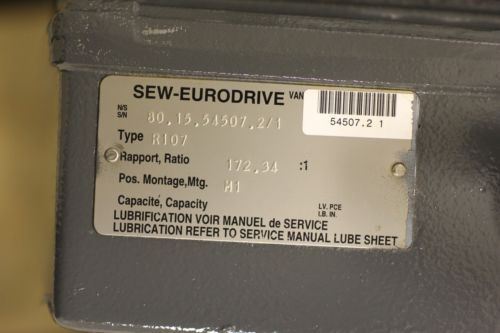 SEW-EURODRIVE VAN
54507.2 1
N/S
S/N 80.15.54507.2/1
Type R107
Rapport, Ratio 172.34 :1
Pos. Montage,Mtg. M1
Capacite, Capacity LV. PCE
I.B. IN.
LUBRIFICATION VOIR MANUEL de SERVICE
LUBRICATION REFER TO SERVICE MANUAL LUBE SHEET